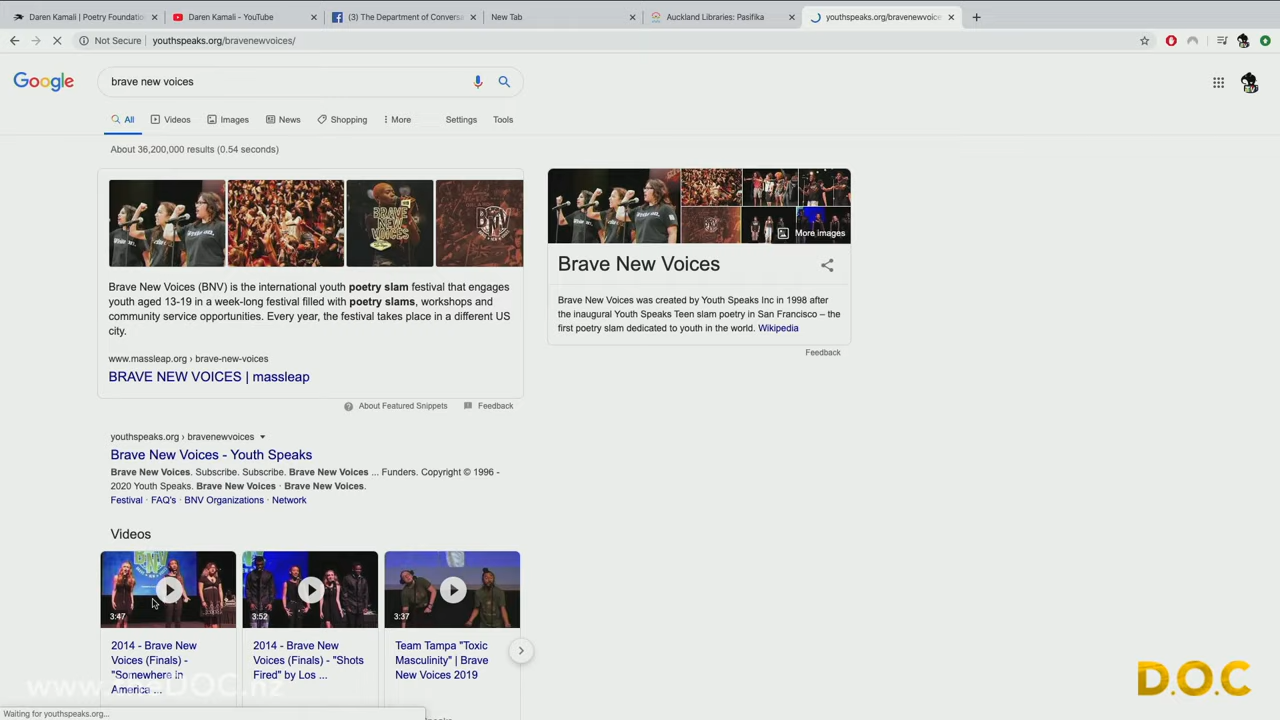 Daren Kamali | Poetry Foundatio
Daren Kamali - YouTube
(3) The Department of Conversa
New Tab
Auckland Libraries: Pasifika
youthspeaks.org/bravenewvoice
Not Secure
youthspeaks.org/bravenewvoices/
Google
brave new voices
All
Videos
Images
News
Shopping
More
Settings
Tools
About 36,200,000 results (0.54 seconds)
BRAVE
NEW
VOICES
BNV
More images
Brave New Voices (BNV) is the international youth poetry slam festival that engages
youth aged 13-19 in a week-long festival filled with poetry slams, workshops and
community service opportunities. Every year, the festival takes place in a different US
city.
www.massleap.org › brave-new-voices
BRAVE NEW VOICES | massleap
About Featured Snippets
Feedback
Brave New Voices
Brave New Voices was created by Youth Speaks Inc in 1998 after
the inaugural Youth Speaks Teen slam poetry in San Francisco – the
first poetry slam dedicated to youth in the world. Wikipedia
Feedback
youthspeaks.org › bravenewvoices
Brave New Voices - Youth Speaks
Brave New Voices. Subscribe. Subscribe. Brave New Voices ... Funders. Copyright © 1996 -
2020 Youth Speaks. Brave New Voices · Brave New Voices.
Festival · FAQ's · BNV Organizations · Network
Videos
BNV
3:47
3:52
3:37
2014 - Brave New
Voices (Finals) -
"Somewhere in
America ...
2014 - Brave New
Voices (Finals) - "Shots
Fired" by Los ...
Team Tampa "Toxic
Masculinity" | Brave
New Voices 2019
D.O.C
Waiting for youthspeaks.org...